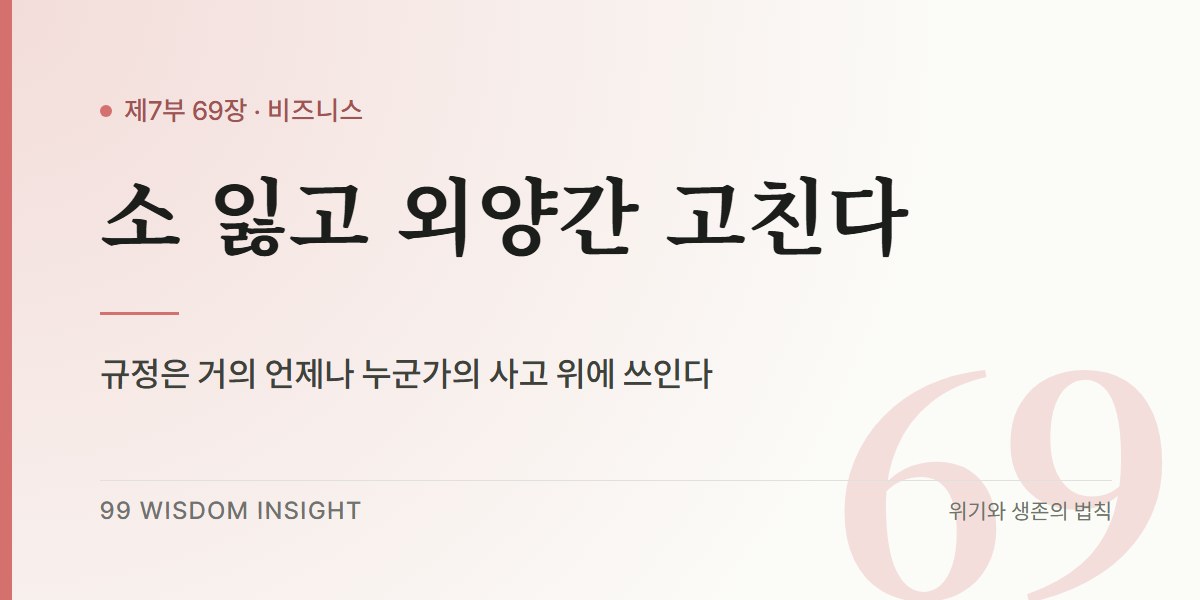 제7부 69장 · 비즈니스
소 잃고 외양간 고친다
규정은 거의 언제나 누군가의 사고 위에 쓰인다
69
99 WISDOM INSIGHT
위기와 생존의 법칙